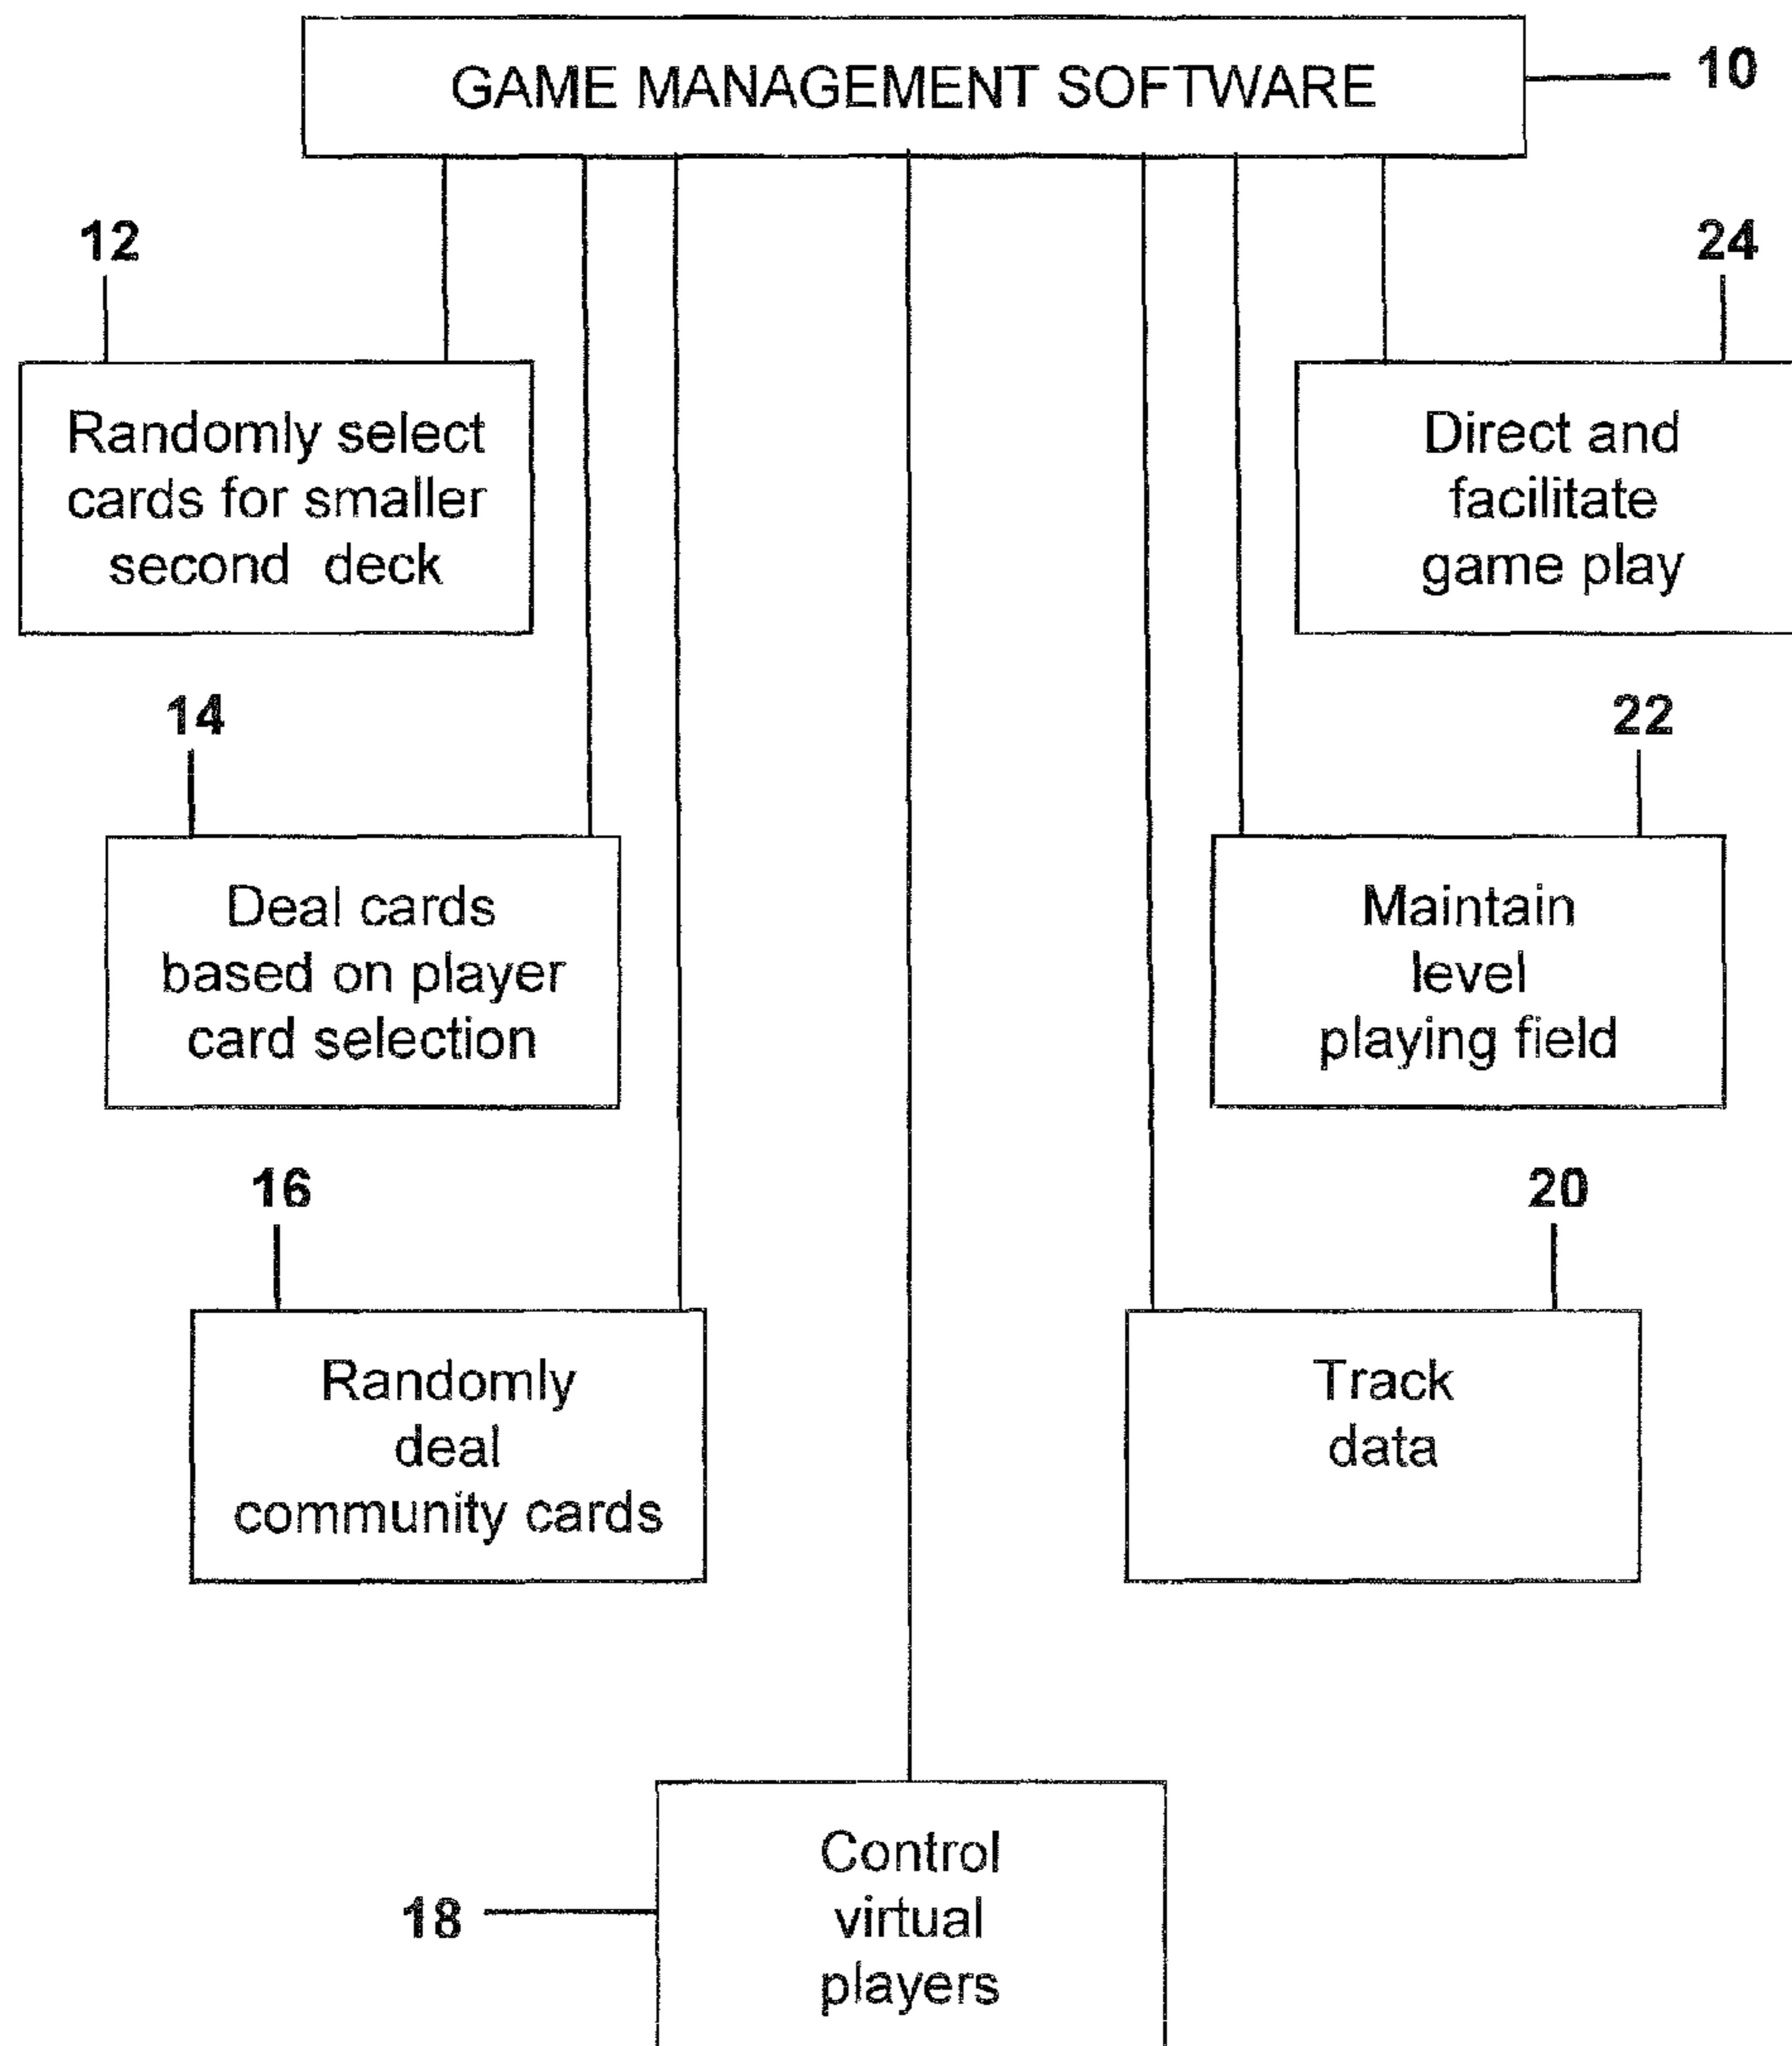 GAME MANAGEMENT SOFTWARE
10
12
Randomly select
cards for smaller
second deck
24
Direct and
facilitate
game play
14
Deal cards
based on player
card selection
22
Maintain
level
playing field
16
Randomly
deal
community cards
20
Track
data
18
Control
virtual
players